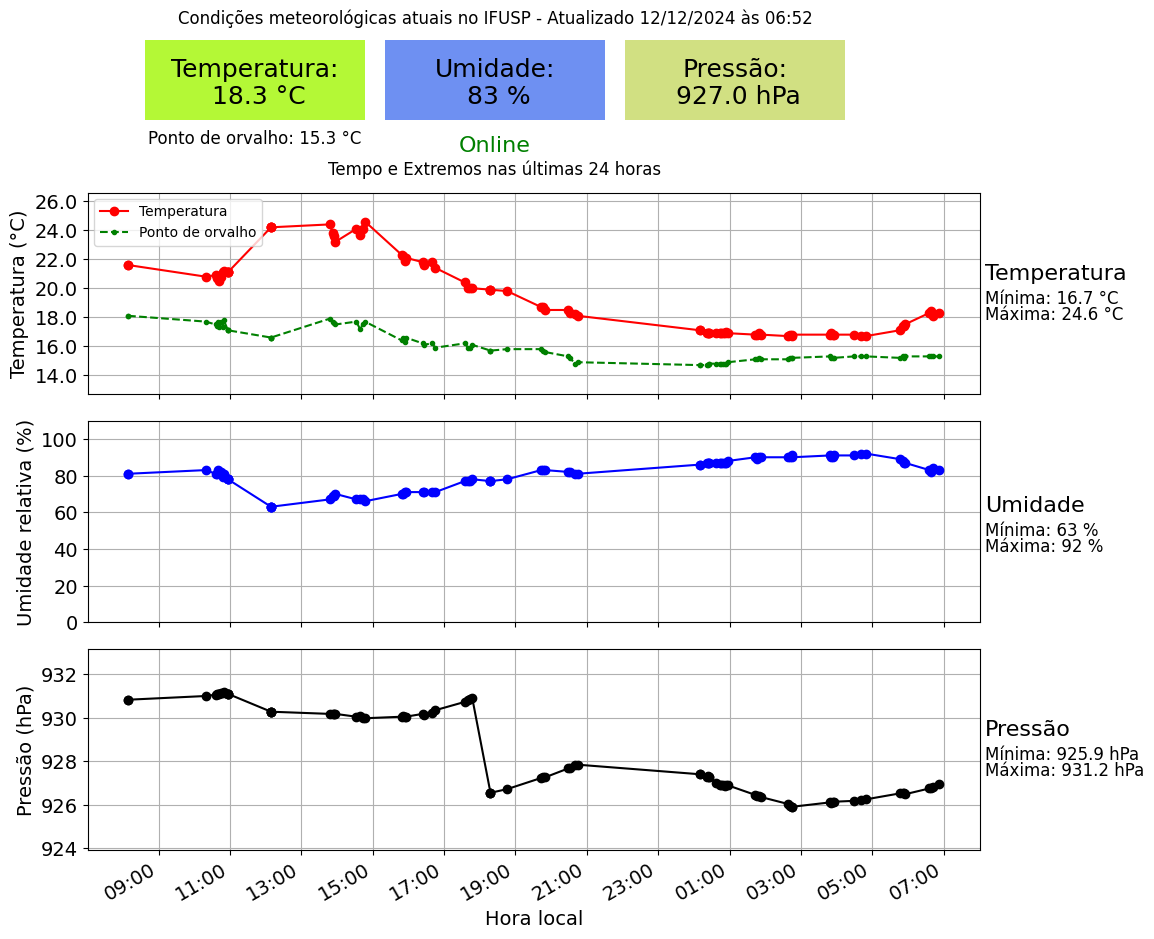 Condições meteorológicas atuais no IFUSP - Atualizado 12/12/2024 às 06:52
Temperatura:
18.3 °C
Umidade:
83 %
Pressão:
927.0 hPa
Ponto de orvalho: 15.3 °C
Online
Tempo e Extremos nas últimas 24 horas
Temperatura (°C)
26.0
24.0
22.0
20.0
18.0
16.0
14.0
Temperatura
Ponto de orvalho
Temperatura
Mínima: 16.7 °C
Máxima: 24.6 °C
Umidade relativa (%)
100
80
60
40
20
0
Umidade
Mínima: 63 %
Máxima: 92 %
Pressão (hPa)
932
930
928
926
924
Pressão
Mínima: 925.9 hPa
Máxima: 931.2 hPa
09:00
11:00
13:00
15:00
17:00
19:00
21:00
23:00
01:00
03:00
05:00
07:00
Hora local